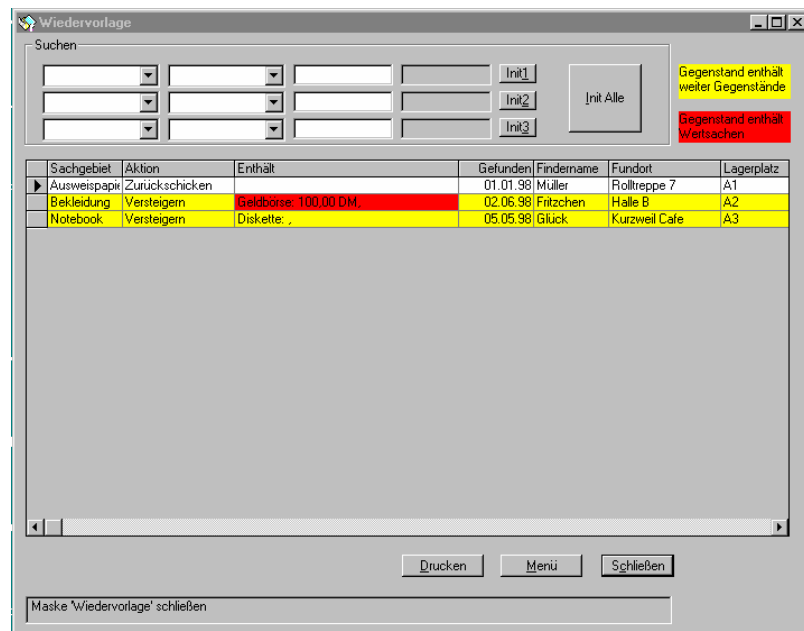 Wiedervorlage
Suchen
Init1
Init2
Init3
Init Alle
Gegenstand enthält
weiter Gegenstände
Gegenstand enthält
Wertsachen
Sachgebiet Aktion Enthält Gefunden Findername Fundort Lagerplatz
Ausweispapie Zurückschicken 01.01.98 Müller Rolltreppe 7 A1
Bekleidung Versteigern Geldbörse: 100,00 DM, 02.06.98 Fritzchen Halle B A2
Notebook Versteigern Diskette: , 05.05.98 Glück Kurzweil Cafe A3
Drucken Menü Schließen
Maske 'Wiedervorlage' schließen